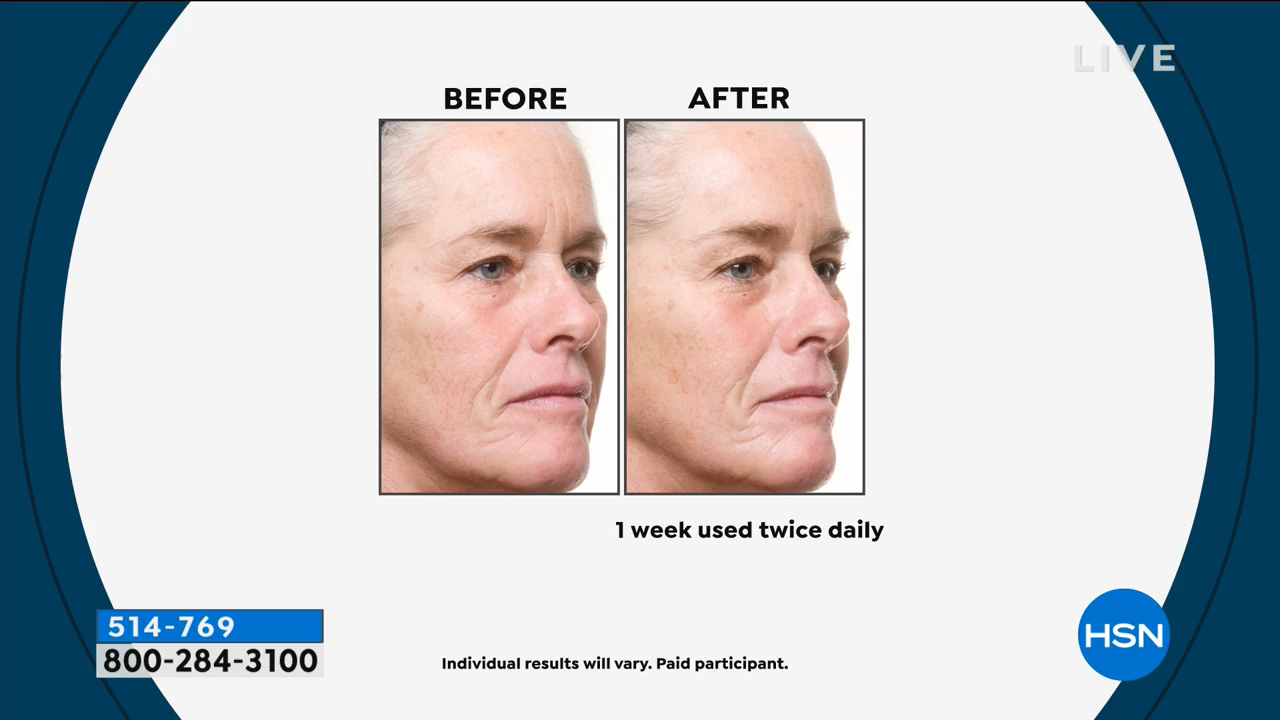 LIVE
BEFORE
AFTER
1 week used twice daily
514-769
800-284-3100
HSN
Individual results will vary. Paid participant.